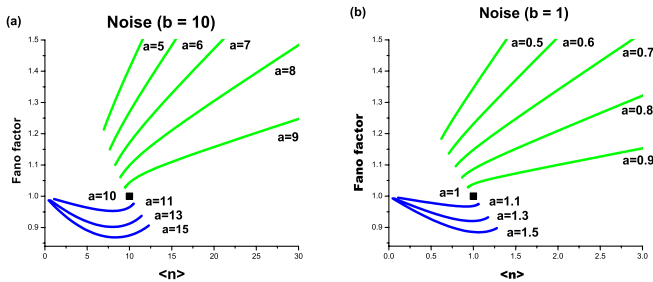 (a)
Noise (b = 10)
1.5
1.4
1.3
1.2
1.1
1.0
0.9
Fano factor
a=5
a=6
a=7
a=8
a=9
a=10
a=11
a=13
a=15
0
5
10
15
20
25
30
<n>
(b)
Noise (b = 1)
1.5
1.4
1.3
1.2
1.1
1.0
0.9
Fano factor
a=0.5
a=0.6
a=0.7
a=0.8
a=0.9
a=1
a=1.1
a=1.3
a=1.5
0.0
0.5
1.0
1.5
2.0
2.5
3.0
<n>